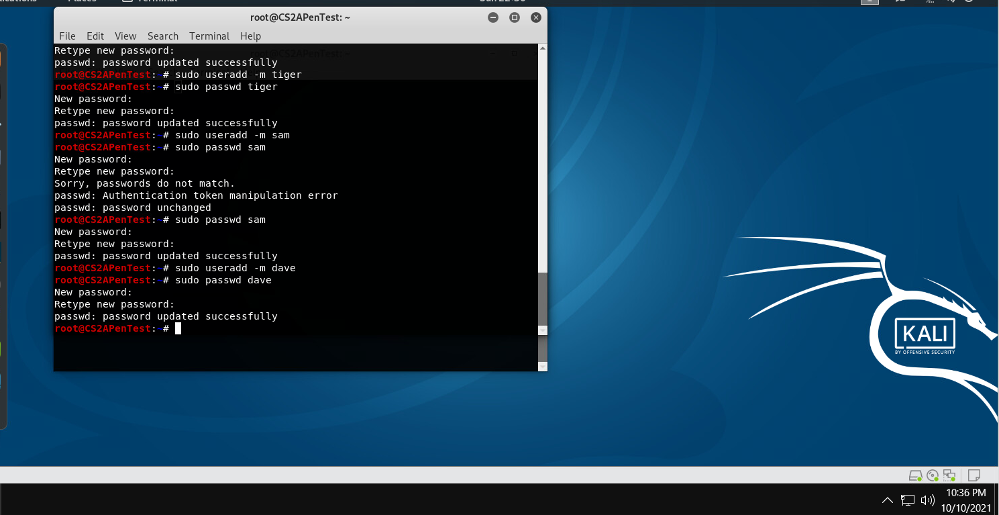 Places
Terminal
root@CS2APenTest: ~
File Edit View Search Terminal Help
Retype new password:
passwd: password updated successfully
root@CS2APenTest:~# sudo useradd -m tiger
root@CS2APenTest:~# sudo passwd tiger
New password:
Retype new password:
passwd: password updated successfully
root@CS2APenTest:~# sudo useradd -m sam
root@CS2APenTest:~# sudo passwd sam
New password:
Retype new password:
Sorry, passwords do not match.
passwd: Authentication token manipulation error
passwd: password unchanged
root@CS2APenTest:~# sudo passwd sam
New password:
Retype new password:
passwd: password updated successfully
root@CS2APenTest:~# sudo useradd -m dave
root@CS2APenTest:~# sudo passwd dave
New password:
Retype new password:
passwd: password updated successfully
root@CS2APenTest:~#
KALI
BY OFFENSIVE SECURITY
10:36 PM
10/10/2021